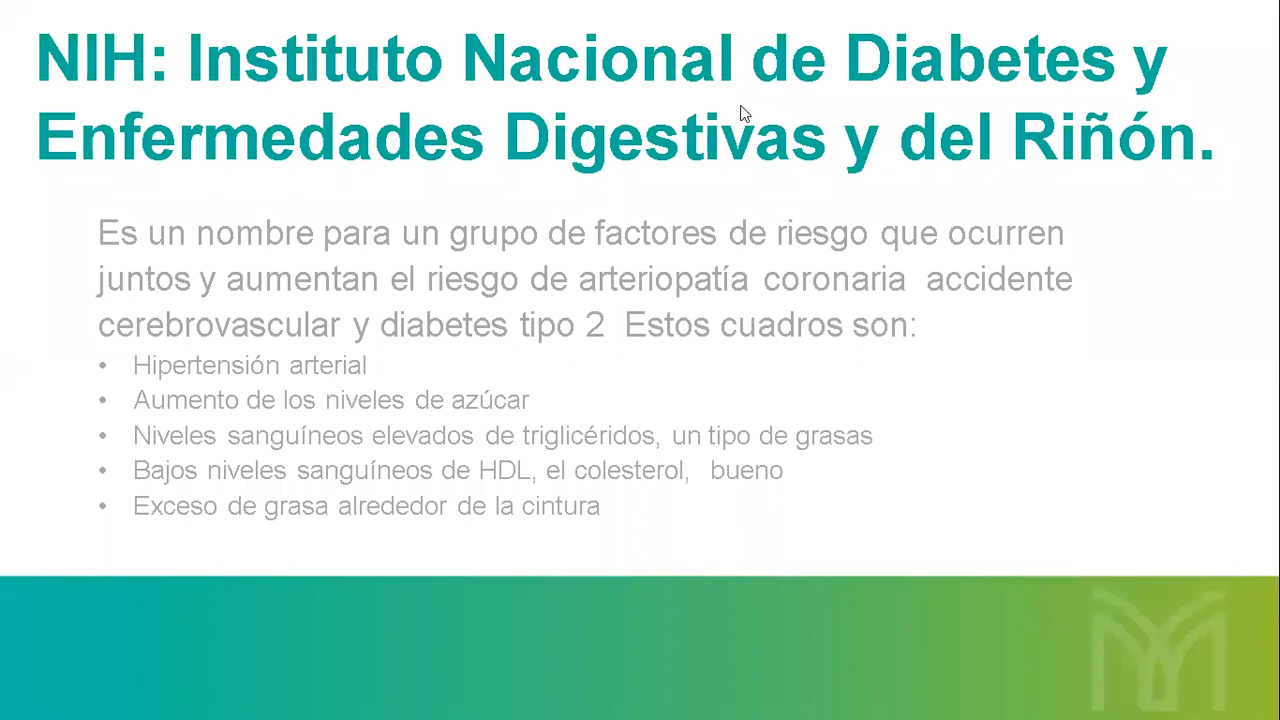 NIH: Instituto Nacional de Diabetes y
Enfermedades Digestivas y del Riñón.
Es un nombre para un grupo de factores de riesgo que ocurren
juntos y aumentan el riesgo de arteriopatía coronaria accidente
cerebrovascular y diabetes tipo 2 Estos cuadros son:
• Hipertensión arterial
• Aumento de los niveles de azúcar
• Niveles sanguíneos elevados de triglicéridos, un tipo de grasas
• Bajos niveles sanguíneos de HDL, el colesterol, bueno
• Exceso de grasa alrededor de la cintura